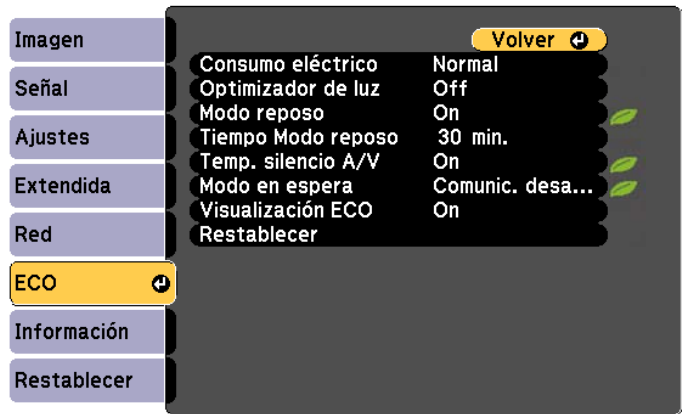 Imagen
Señal
Ajustes
Extendida
Red
ECO
Información
Restablecer
Volver
Consumo eléctrico Normal
Optimizador de luz Off
Modo reposo On
Tiempo Modo reposo 30 min.
Temp. silencio A/V On
Modo en espera Comunic. desa...
Visualización ECO On
Restablecer